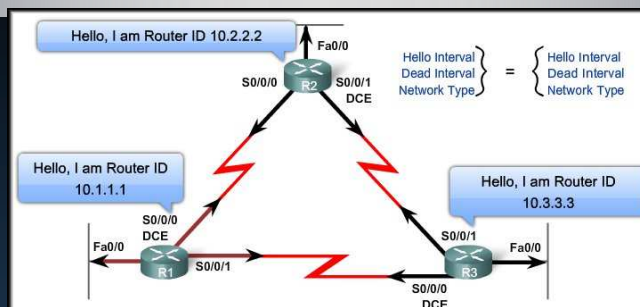 Hello, I am Router ID 10.2.2.2
Fa0/0
Hello Interval
Dead Interval
Network Type
=
Hello Interval
Dead Interval
Network Type
S0/0/0
R2
S0/0/1
DCE
Hello, I am Router ID
10.1.1.1
Hello, I am Router ID
10.3.3.3
S0/0/0
DCE
Fa0/0
R1
S0/0/1
S0/0/1
R3
Fa0/0
S0/0/0
DCE